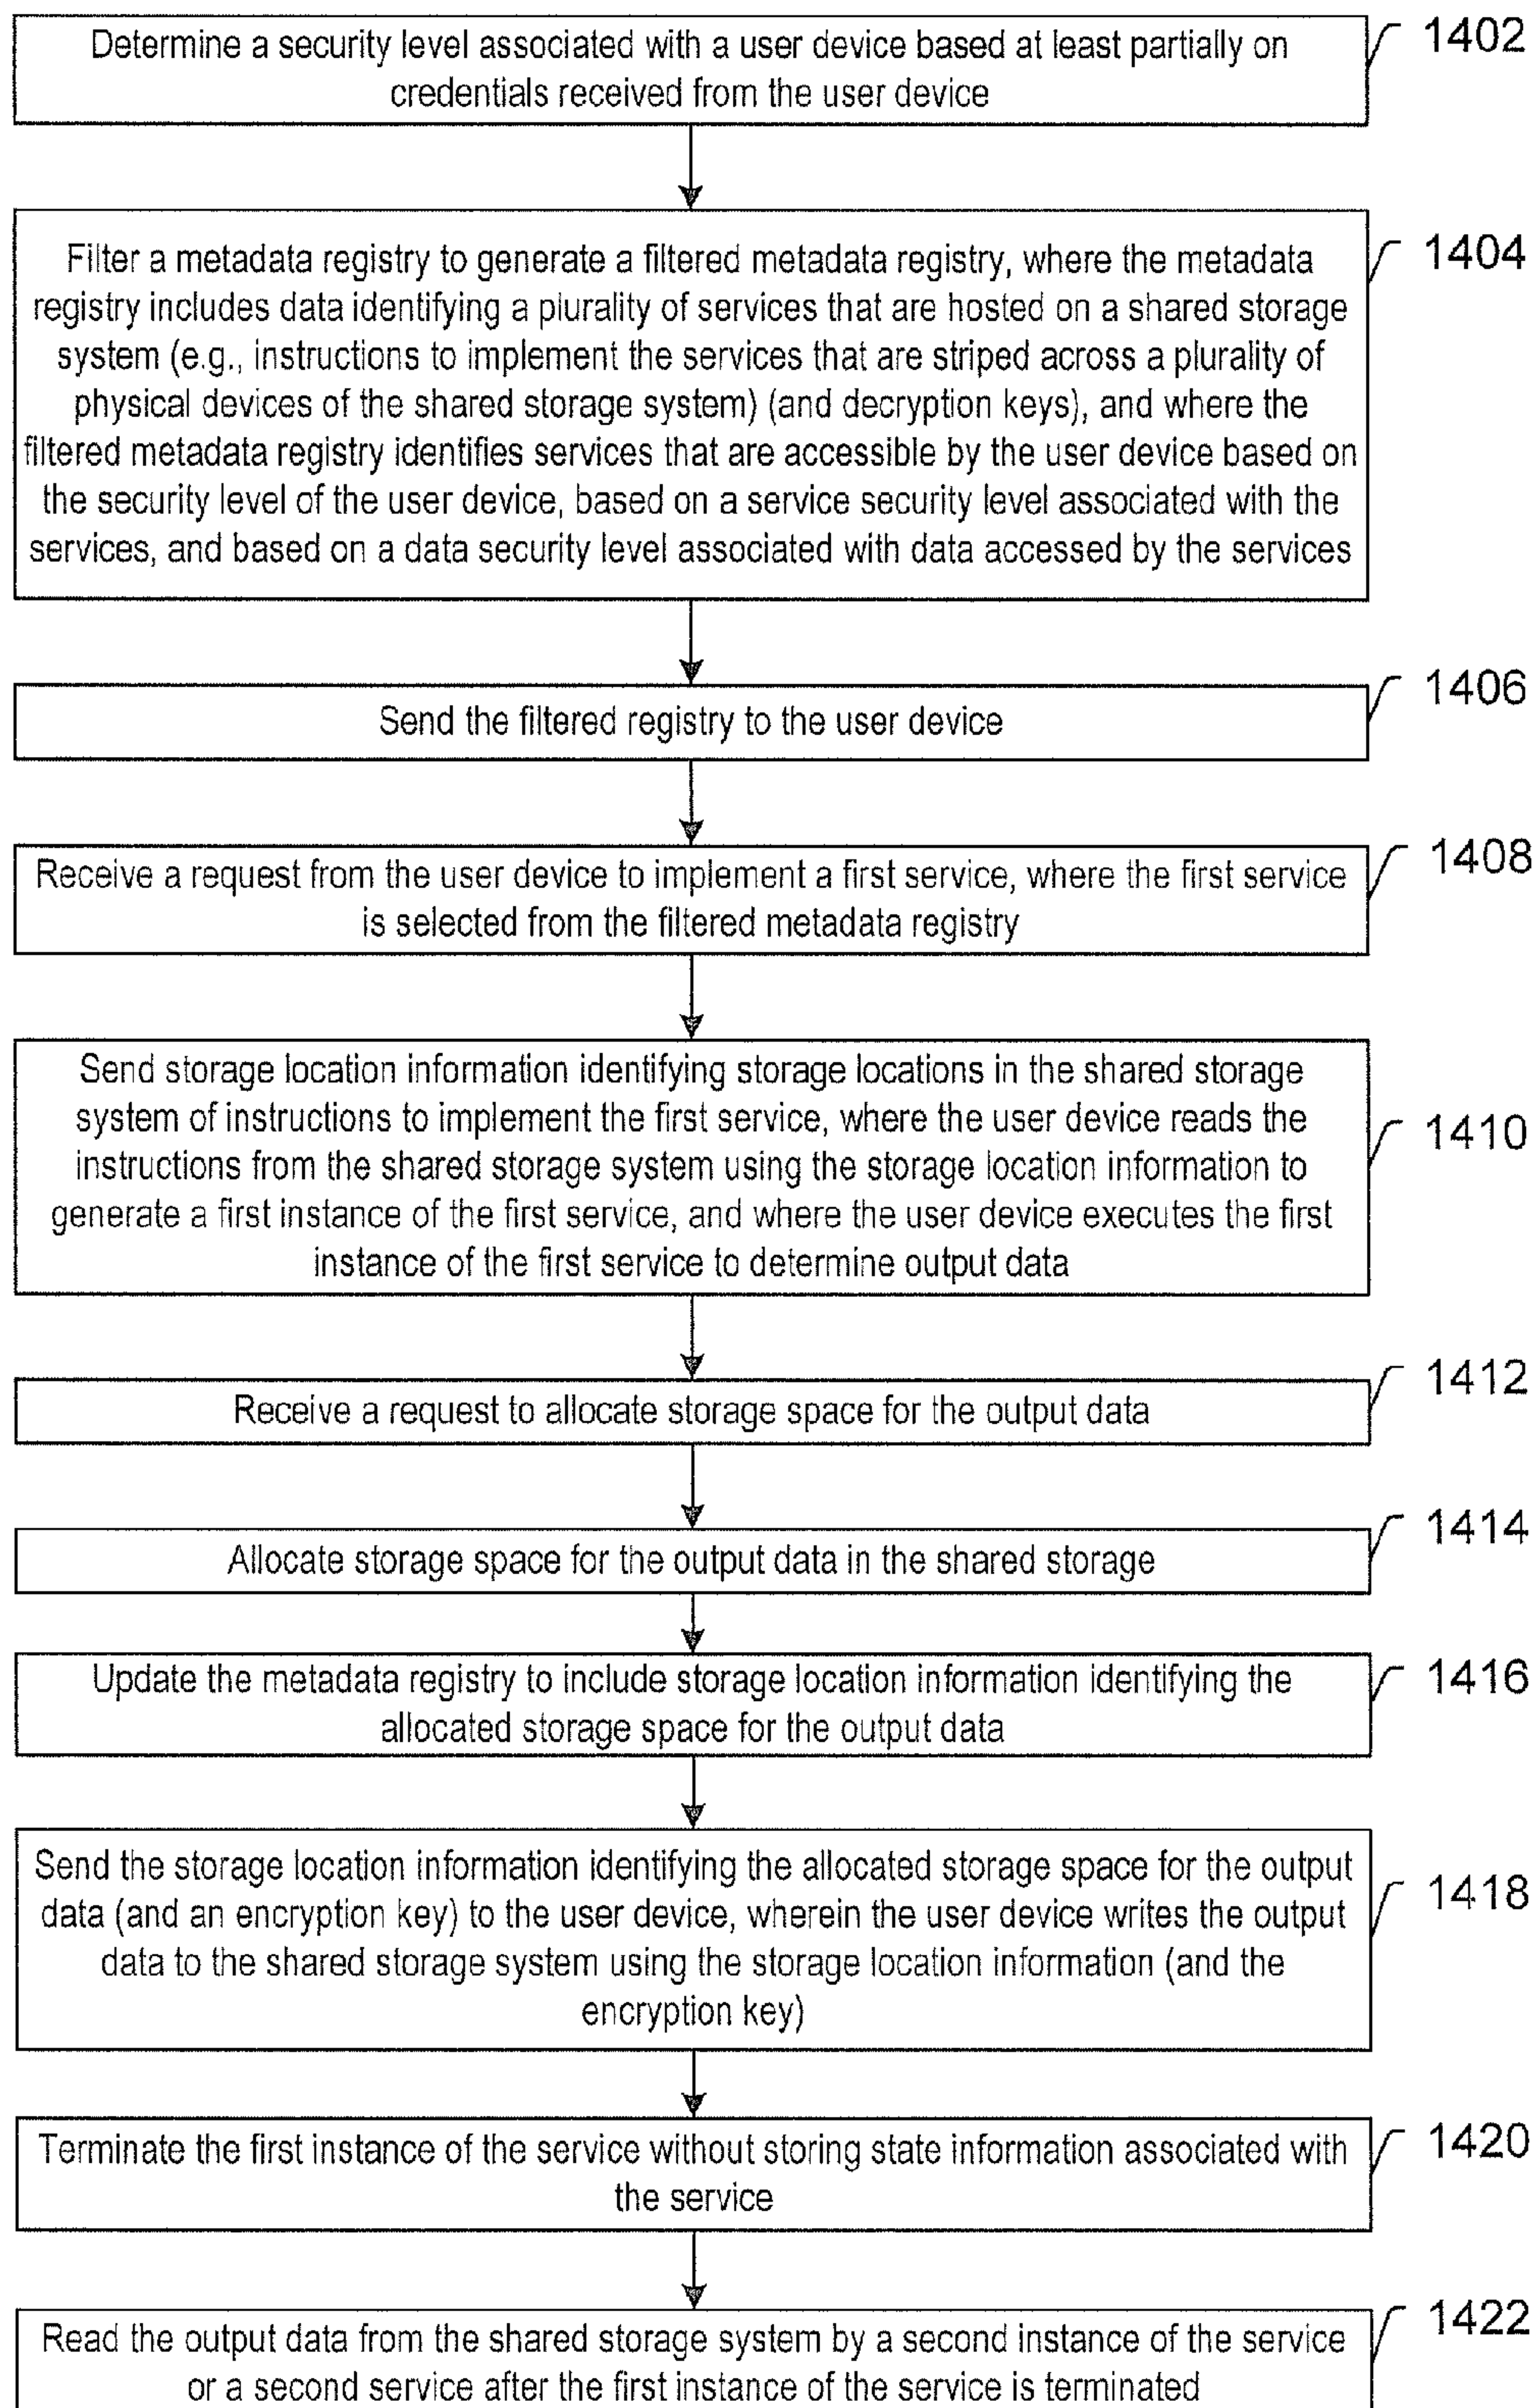 Determine a security level associated with a user device based at least partially on
credentials received from the user device
1402
Filter a metadata registry to generate a filtered metadata registry, where the metadata
registry includes data identifying a plurality of services that are hosted on a shared storage
system (e.g., instructions to implement the services that are striped across a plurality of
physical devices of the shared storage system) (and decryption keys), and where the
filtered metadata registry identifies services that are accessible by the user device based on
the security level of the user device, based on a service security level associated with the
services, and based on a data security level associated with data accessed by the services
1404
Send the filtered registry to the user device
1406
Receive a request from the user device to implement a first service, where the first service
is selected from the filtered metadata registry
1408
Send storage location information identifying storage locations in the shared storage
system of instructions to implement the first service, where the user device reads the
instructions from the shared storage system using the storage location information to
generate a first instance of the first service, and where the user device executes the first
instance of the first service to determine output data
1410
Receive a request to allocate storage space for the output data
1412
Allocate storage space for the output data in the shared storage
1414
Update the metadata registry to include storage location information identifying the
allocated storage space for the output data
1416
Send the storage location information identifying the allocated storage space for the output
data (and an encryption key) to the user device, wherein the user device writes the output
data to the shared storage system using the storage location information (and the
encryption key)
1418
Terminate the first instance of the service without storing state information associated with
the service
1420
Read the output data from the shared storage system by a second instance of the service
or a second service after the first instance of the service is terminated
1422